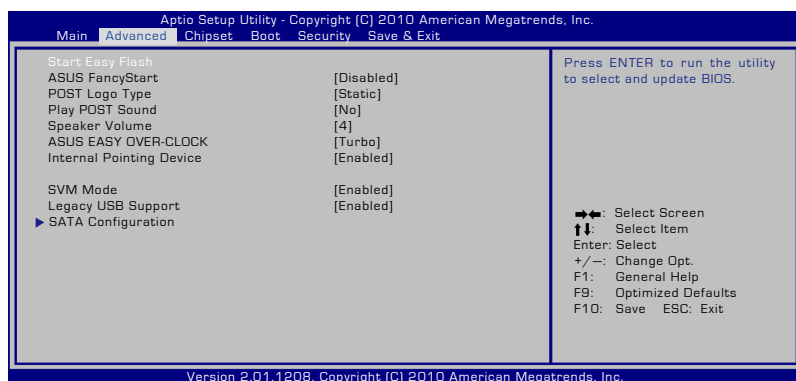 Aptio Setup Utility - Copyright (C) 2010 American Megatrends, Inc.
Main Advanced Chipset Boot Security Save & Exit
Start Easy Flash
ASUS FancyStart [Disabled]
POST Logo Type [Static]
Play POST Sound [No]
Speaker Volume [4]
ASUS EASY OVER-CLOCK [Turbo]
Internal Pointing Device [Enabled]
SVM Mode [Enabled]
Legacy USB Support [Enabled]
SATA Configuration
Press ENTER to run the utility
to select and update BIOS.
→←: Select Screen
↑↓: Select Item
Enter: Select
+/—: Change Opt.
F1: General Help
F9: Optimized Defaults
F10: Save ESC: Exit
Version 2.01.1208. Copyright (C) 2010 American Megatrends, Inc.